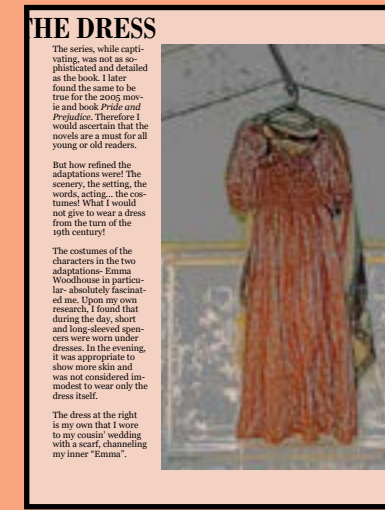 THE DRESS
The series, while capti-
vating, was not as so-
phisticated and detailed
as the book. I later
found the same to be
true for the 2005 mov-
ie and book Pride and
Prejudice. Therefore I
would ascertain that the
novels are a must for all
young or old readers.
But how refined the
adaptations were! The
scenery, the setting, the
words, acting... the cos-
tumes! What I would
not give to wear a dress
from the turn of the
19th century!
The costumes of the
characters in the two
adaptations- Emma
Woodhouse in particu-
lar- absolutely fascinat-
ed me. Upon my own
research, I found that
during the day, short
and long-sleeved spen-
cers were worn under
dresses. In the evening,
it was appropriate to
show more skin and
was not considered im-
modest to wear only the
dress itself.
The dress at the right
is my own that I wore
to my cousin' wedding
with a scarf, channeling
my inner “Emma”.